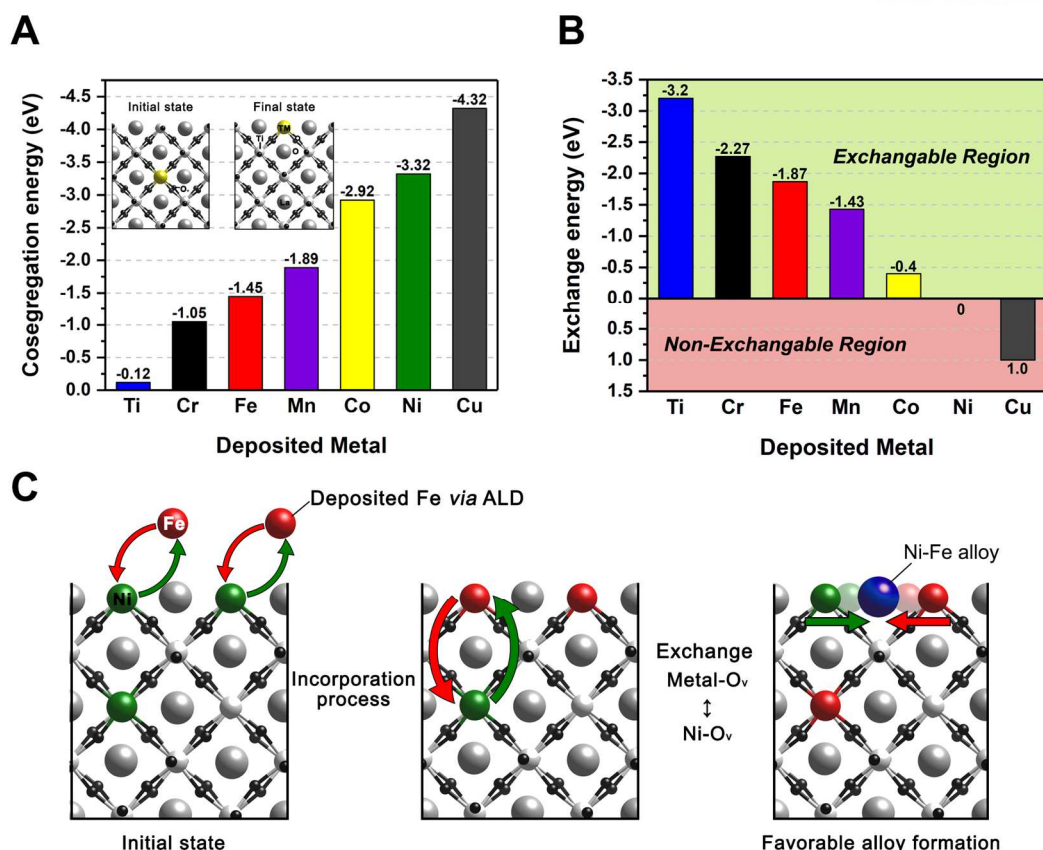 A
Cosegregation energy (eV)
-4.5
-4.0
-3.5
-3.0
-2.5
-2.0
-1.5
-1.0
-0.5
0.0
Initial state
Final state
TM
Ti
O
O
La
Oᵥ
-0.12
-1.05
-1.45
-1.89
-2.92
-3.32
-4.32
Ti Cr Fe Mn Co Ni Cu
Deposited Metal
B
Exchange energy (eV)
-3.5
-3.0
-2.5
-2.0
-1.5
-1.0
-0.5
0.0
0.5
1.0
1.5
-3.2
-2.27
-1.87
-1.43
-0.4
0
1.0
Exchangable Region
Non-Exchangable Region
Ti Cr Fe Mn Co Ni Cu
Deposited Metal
C
Deposited Fe via ALD
Fe
Ni
Initial state
Incorporation
process
Exchange
Metal-Oᵥ
↕
Ni-Oᵥ
Ni-Fe alloy
Favorable alloy formation